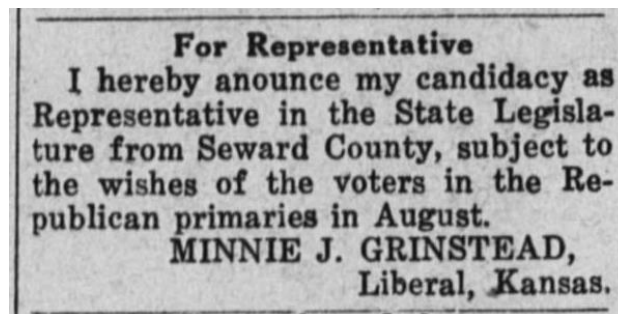 For Representative
I hereby anounce my candidacy as
Representative in the State Legisla-
ture from Seward County, subject to
the wishes of the voters in the Re-
publican primaries in August.
MINNIE J. GRINSTEAD,
Liberal, Kansas.